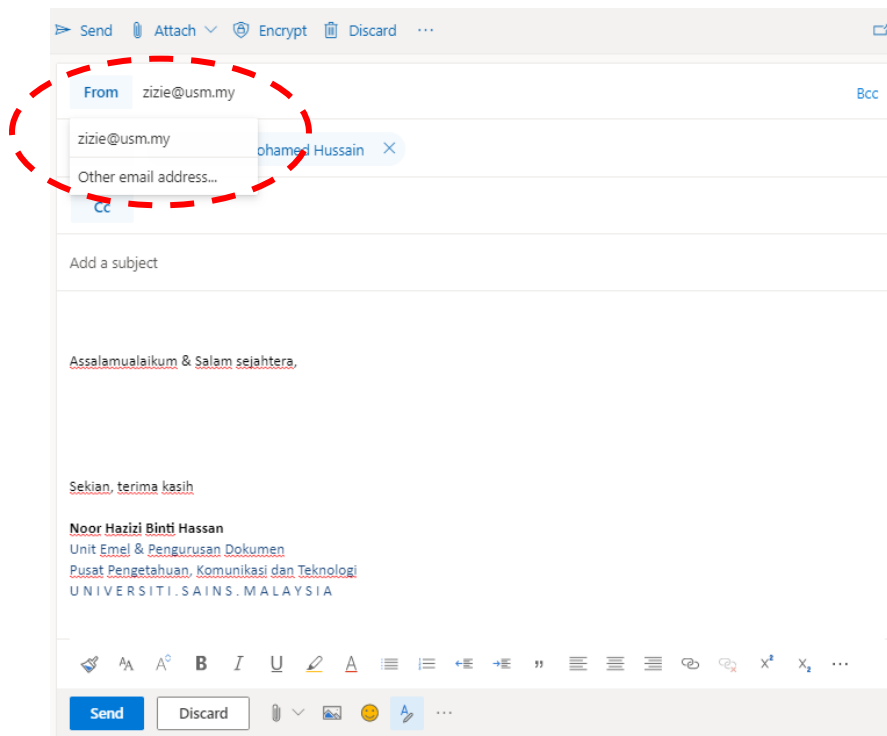 Send Attach Encrypt Discard ...
From zizie@usm.my Bcc
zizie@usm.my
ohamed Hussain
Other email address...
Cc
Add a subject
Assalamualaikum & Salam sejahtera,
Sekian, terima kasih
Noor Hazizi Binti Hassan
Unit Emel & Pengurusan Dokumen
Pusat Pengetahuan, Komunikasi dan Teknologi
UNIVERSITI.SAINS.MALAYSIA
Send Discard